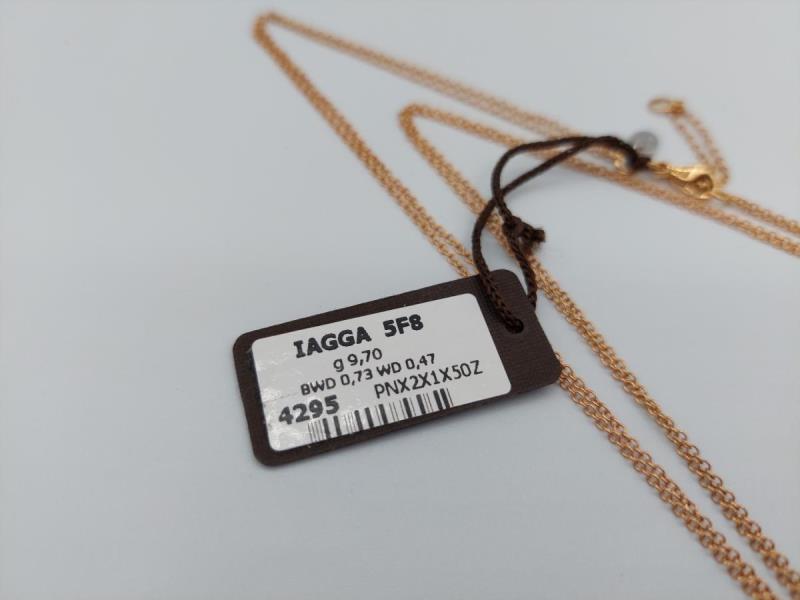 IAGGA 5F8
g 9,70
BWD 0,73 WD 0,47
PNX2X1X50Z
4295